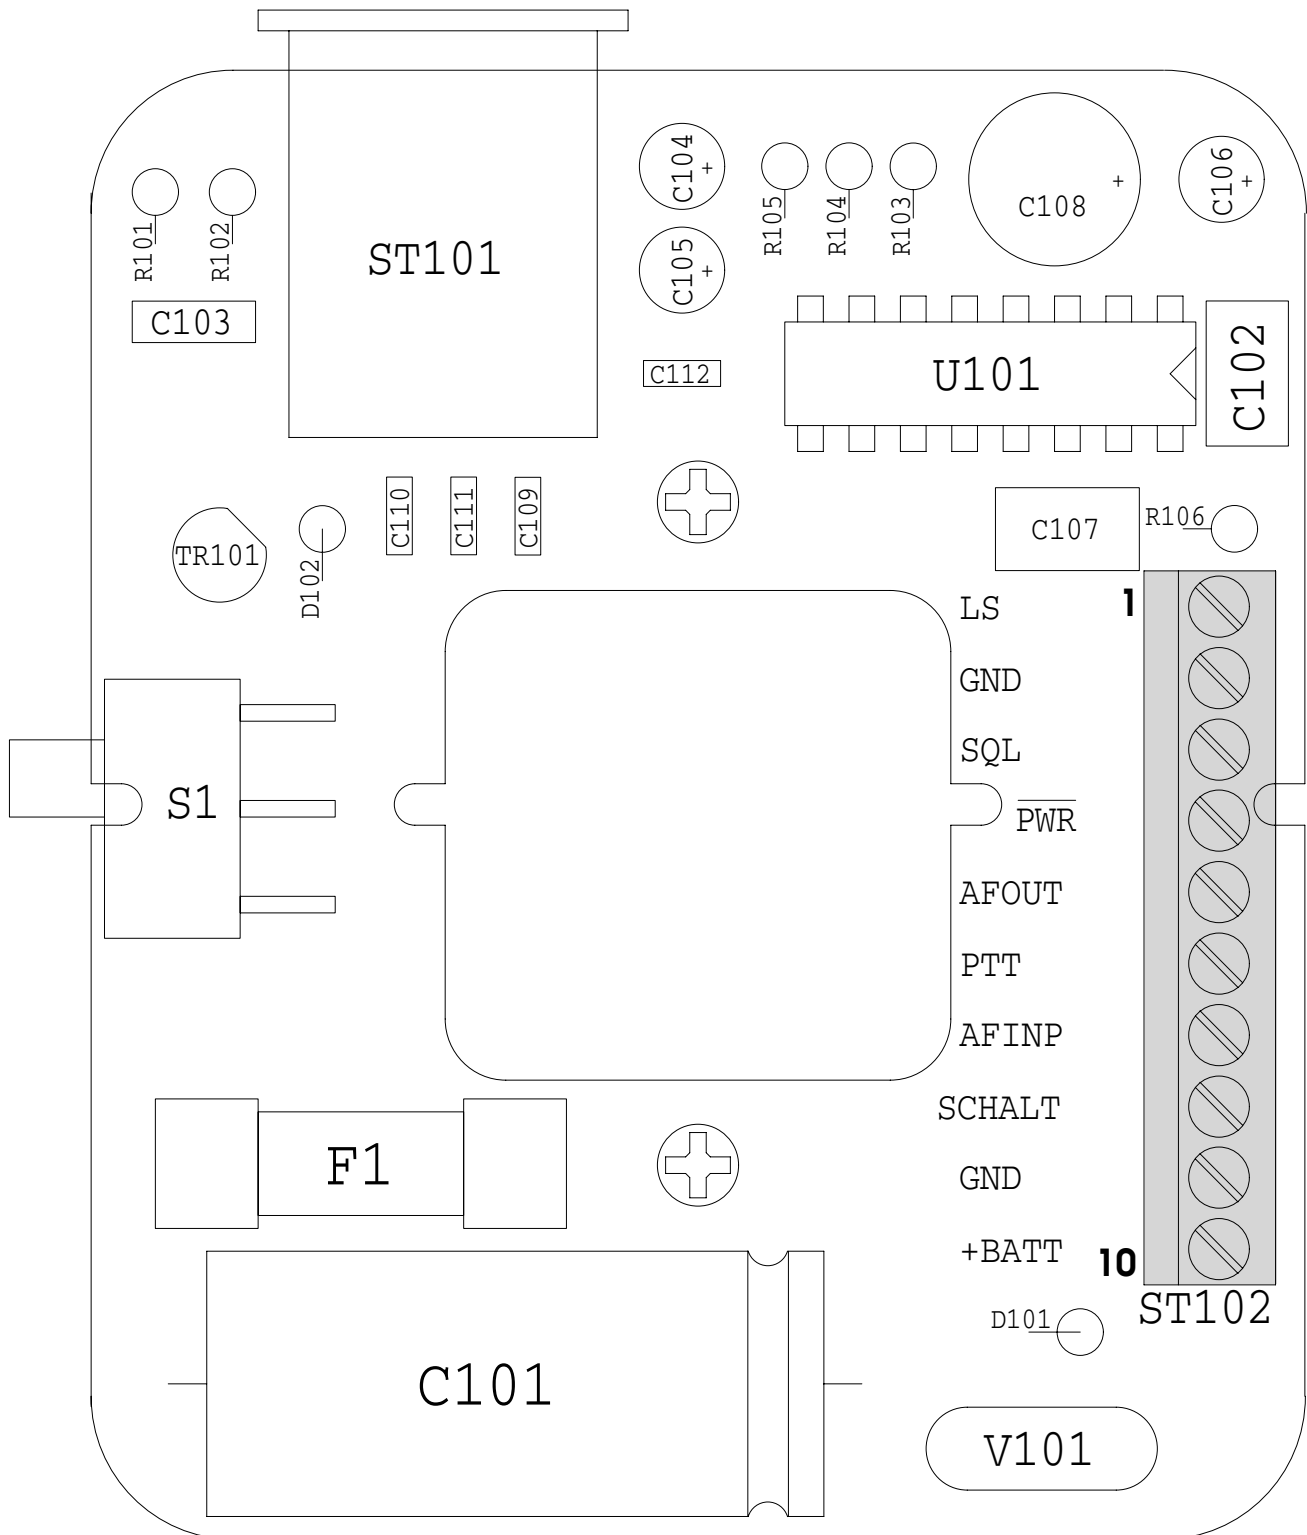 C104
C106
R101
R102
R105
R104
R103
C108
ST101
C105
C103
U101
C112
C102
C110
C111
C109
C107
R106
TR101
D102
LS
1
GND
SQL
S1
PWR
AFOUT
PTT
AFINP
SCHALT
F1
GND
+BATT
10
ST102
D101
C101
V101